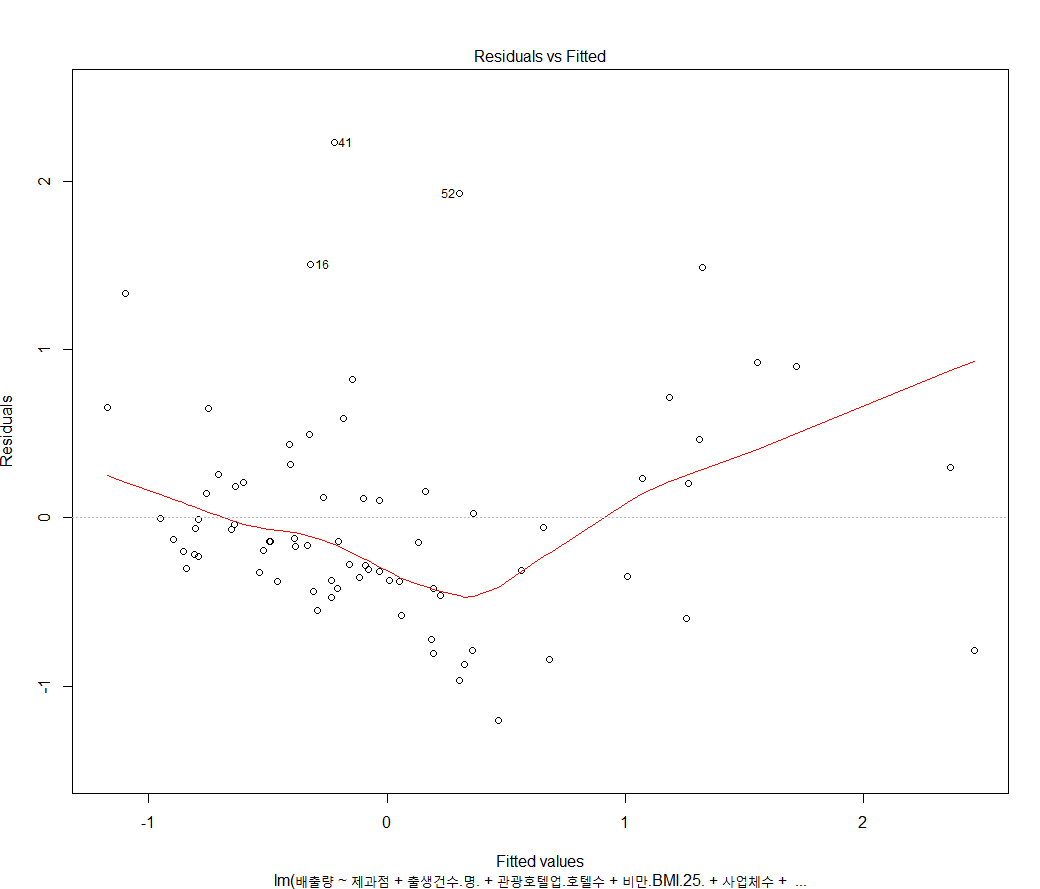 Residuals vs Fitted
41
52
16
2
1
0
-1
Residuals
-1 0 1 2
Fitted values
lm(배출량 ~ 제과점 + 출생건수.명. + 관광호텔업.호텔수 + 비만.BMI.25. + 사업체수 + ...